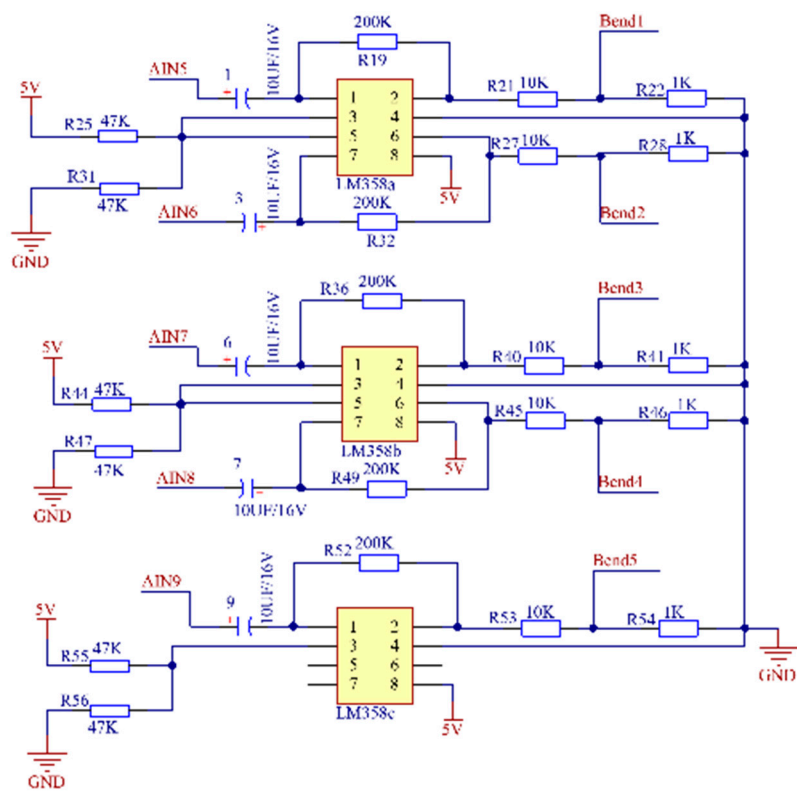 200K
Bend1
10UF/16V
AIN5
1
R19
5V
R21 10K
R22 1K
1 2
3 4
5 6
7 8
R25 47K
R27 10K
R28 1K
LM358a
5V
R31
47K
AIN6
3
10UF/16V
200K
R32
Bend2
GND
R36 200K
Bend3
10UF/16V
AIN7
6
5V
R40 10K
R41 1K
1 2
3 4
5 6
7 8
R44 47K
R45 10K
R46 1K
LM358b
5V
R47
47K
AIN8
7
10UF/16V
R49 200K
Bend4
GND
R52 200K
Bend5
10UF/16V
AIN9
9
5V
R53 10K
R54 1K
1 2
3 4
5 6
7 8
R55 47K
GND
R56
47K
LM358c
5V
GND